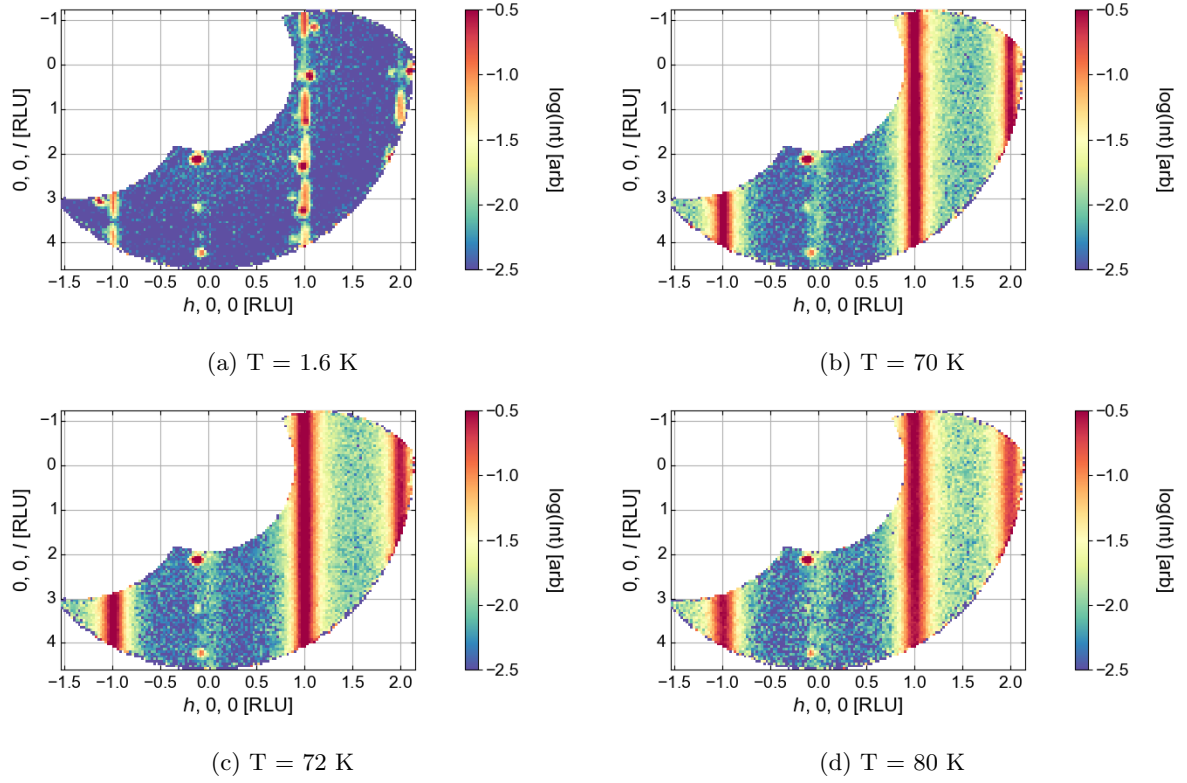 −1
0
1
2
3
4
0, 0, l [RLU]
−1.5 −1.0 −0.5 0.0 0.5 1.0 1.5 2.0
h, 0, 0 [RLU]
−0.5
−1.0
−1.5
−2.0
−2.5
log(Int) [arb]
(a) T = 1.6 K
−1
0
1
2
3
4
0, 0, l [RLU]
−1.5 −1.0 −0.5 0.0 0.5 1.0 1.5 2.0
h, 0, 0 [RLU]
−0.5
−1.0
−1.5
−2.0
−2.5
log(Int) [arb]
(b) T = 70 K
−1
0
1
2
3
4
0, 0, l [RLU]
−1.5 −1.0 −0.5 0.0 0.5 1.0 1.5 2.0
h, 0, 0 [RLU]
−0.5
−1.0
−1.5
−2.0
−2.5
log(Int) [arb]
(c) T = 72 K
−1
0
1
2
3
4
0, 0, l [RLU]
−1.5 −1.0 −0.5 0.0 0.5 1.0 1.5 2.0
h, 0, 0 [RLU]
−0.5
−1.0
−1.5
−2.0
−2.5
log(Int) [arb]
(d) T = 80 K